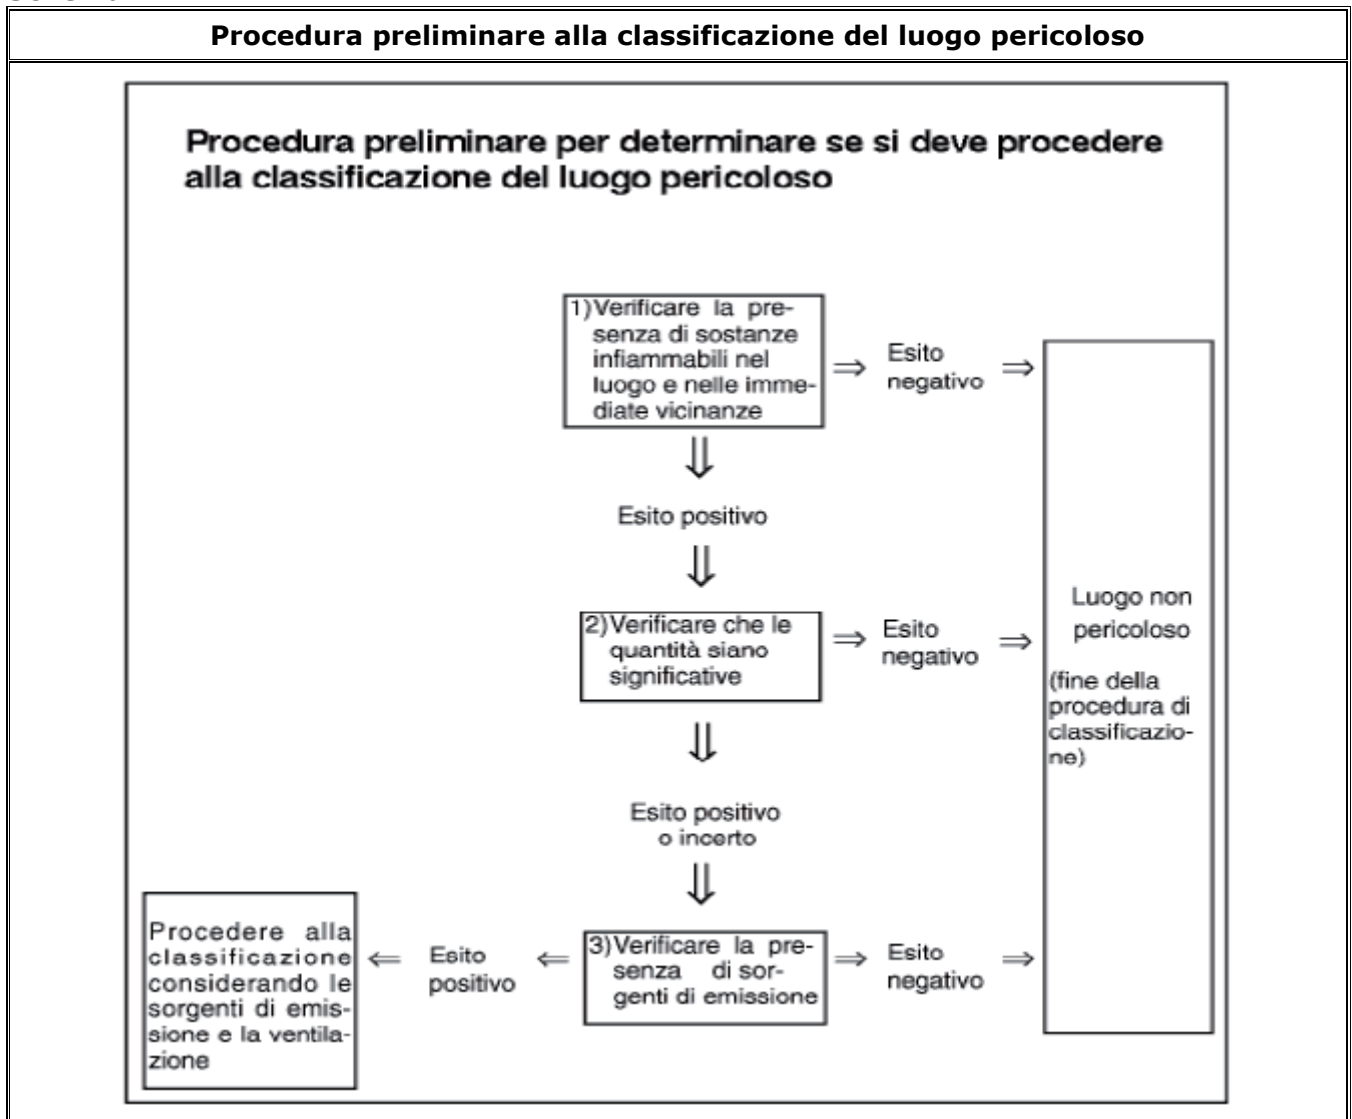 Procedura preliminare alla classificazione del luogo pericoloso
Procedura preliminare per determinare se si deve procedere
alla classificazione del luogo pericoloso
1) Verificare la pre-
senza di sostanze
infiammabili nel
luogo e nelle imme-
diate vicinanze
⇒ Esito
negativo ⇒
⇓
Esito positivo
⇓
2) Verificare che le
quantità siano
significative
⇒ Esito
negativo ⇒
Luogo non
pericoloso
(fine della
procedura di
classificazio-
ne)
⇓
Esito positivo
o incerto
⇓
3) Verificare la pre-
senza di sor-
genti di emissione
⇒ Esito
negativo ⇒
⇐ Esito
positivo ⇐
Procedere alla
classificazione
considerando le
sorgenti di emis-
sione e la ventila-
zione